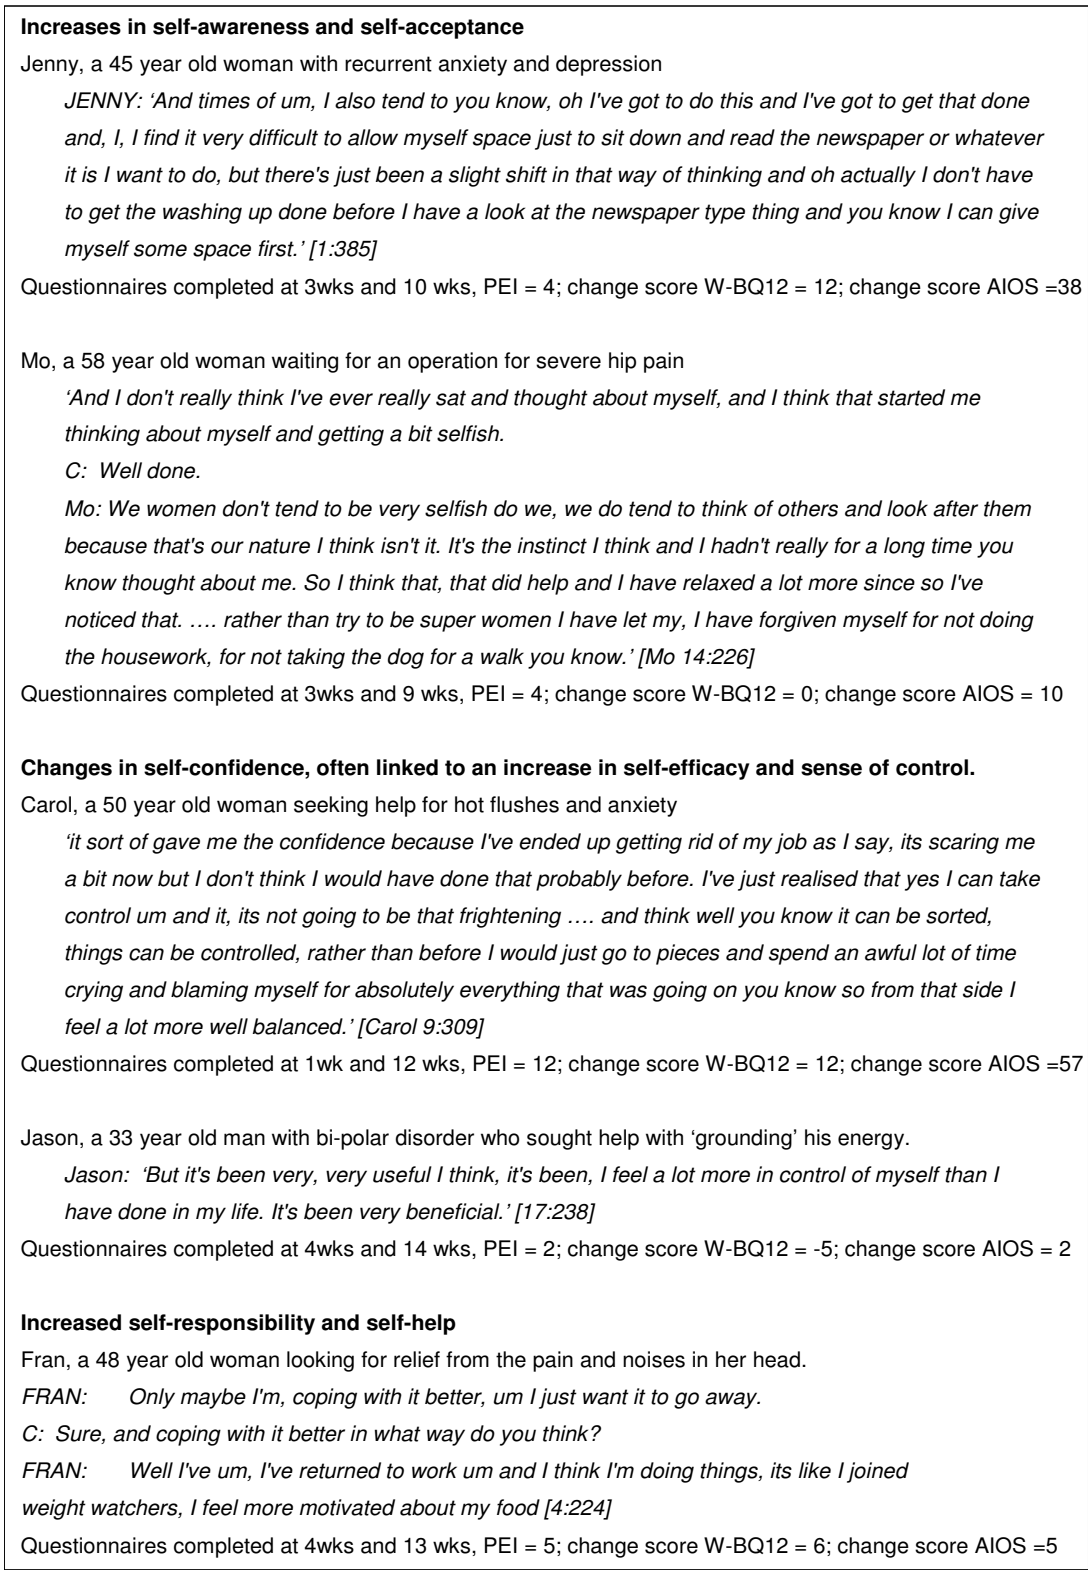 Increases in self-awareness and self-acceptance
Jenny, a 45 year old woman with recurrent anxiety and depression
JENNY: ‘And times of um, I also tend to you know, oh I've got to do this and I've got to get that done
and, I, I find it very difficult to allow myself space just to sit down and read the newspaper or whatever
it is I want to do, but there's just been a slight shift in that way of thinking and oh actually I don't have
to get the washing up done before I have a look at the newspaper type thing and you know I can give
myself some space first.’ [1:385]
Questionnaires completed at 3wks and 10 wks, PEI = 4; change score W-BQ12 = 12; change score AIOS =38
Mo, a 58 year old woman waiting for an operation for severe hip pain
‘And I don't really think I've ever really sat and thought about myself, and I think that started me
thinking about myself and getting a bit selfish.
C: Well done.
Mo: We women don't tend to be very selfish do we, we do tend to think of others and look after them
because that's our nature I think isn't it. It's the instinct I think and I hadn't really for a long time you
know thought about me. So I think that, that did help and I have relaxed a lot more since so I've
noticed that. …. rather than try to be super women I have let my, I have forgiven myself for not doing
the housework, for not taking the dog for a walk you know.’ [Mo 14:226]
Questionnaires completed at 3wks and 9 wks, PEI = 4; change score W-BQ12 = 0; change score AIOS = 10
Changes in self-confidence, often linked to an increase in self-efficacy and sense of control.
Carol, a 50 year old woman seeking help for hot flushes and anxiety
‘it sort of gave me the confidence because I've ended up getting rid of my job as I say, its scaring me
a bit now but I don't think I would have done that probably before. I've just realised that yes I can take
control um and it, its not going to be that frightening …. and think well you know it can be sorted,
things can be controlled, rather than before I would just go to pieces and spend an awful lot of time
crying and blaming myself for absolutely everything that was going on you know so from that side I
feel a lot more well balanced.’ [Carol 9:309]
Questionnaires completed at 1wk and 12 wks, PEI = 12; change score W-BQ12 = 12; change score AIOS =57
Jason, a 33 year old man with bi-polar disorder who sought help with ‘grounding’ his energy.
Jason: ‘But it's been very, very useful I think, it's been, I feel a lot more in control of myself than I
have done in my life. It's been very beneficial.’ [17:238]
Questionnaires completed at 4wks and 14 wks, PEI = 2; change score W-BQ12 = -5; change score AIOS = 2
Increased self-responsibility and self-help
Fran, a 48 year old woman looking for relief from the pain and noises in her head.
FRAN: Only maybe I'm, coping with it better, um I just want it to go away.
C: Sure, and coping with it better in what way do you think?
FRAN: Well I've um, I've returned to work um and I think I'm doing things, its like I joined
weight watchers, I feel more motivated about my food [4:224]
Questionnaires completed at 4wks and 13 wks, PEI = 5; change score W-BQ12 = 6; change score AIOS =5